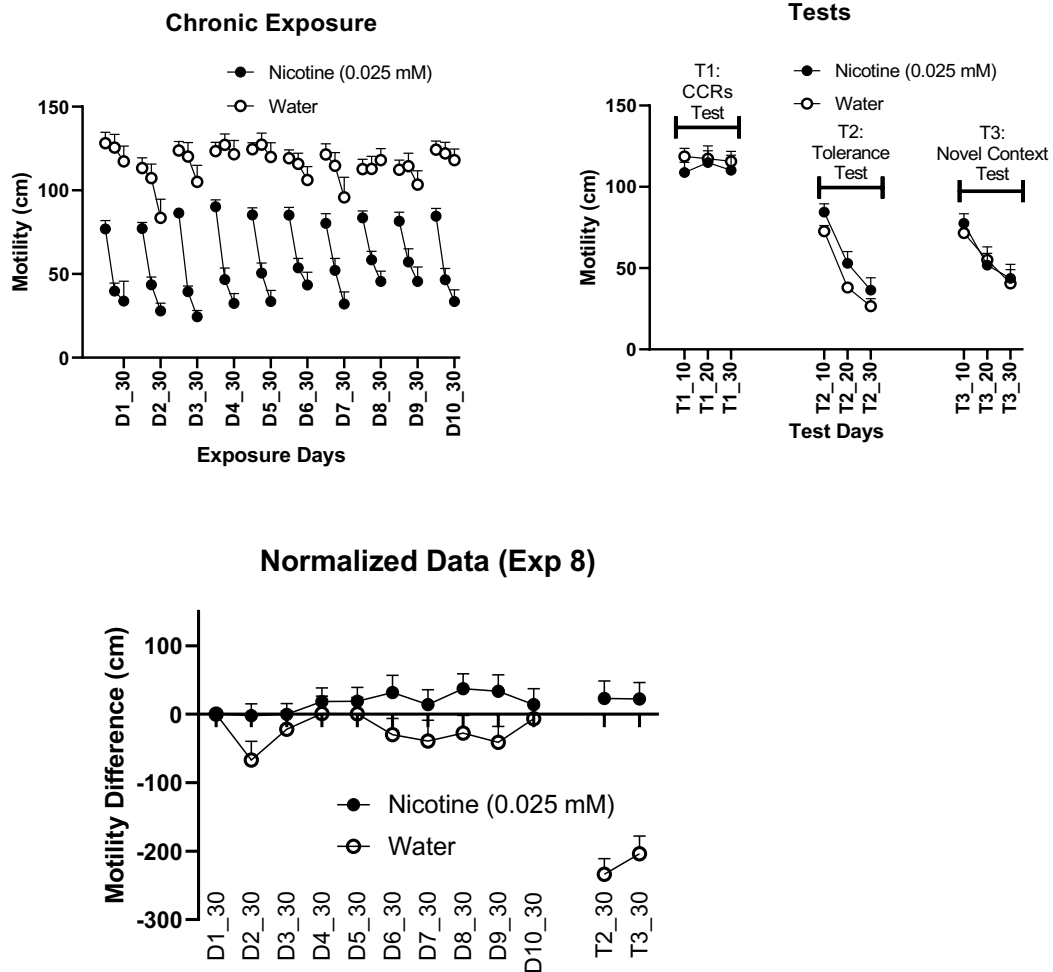 Chronic Exposure
Nicotine (0.025 mM)
Water
Motility (cm)
150
100
50
0
D1_30
D2_30
D3_30
D4_30
D5_30
D6_30
D7_30
D8_30
D9_30
D10_30
Exposure Days
Tests
Nicotine (0.025 mM)
Water
T1:
CCRs
Test
T2:
Tolerance
Test
T3:
Novel Context
Test
Motility (cm)
150
100
50
0
T1_10
T1_20
T1_30
T2_10
T2_20
T2_30
T3_10
T3_20
T3_30
Test Days
Normalized Data (Exp 8)
Motility Difference (cm)
100
0
-100
-200
-300
Nicotine (0.025 mM)
Water
D1_30
D2_30
D3_30
D4_30
D5_30
D6_30
D7_30
D8_30
D9_30
D10_30
T2_30
T3_30